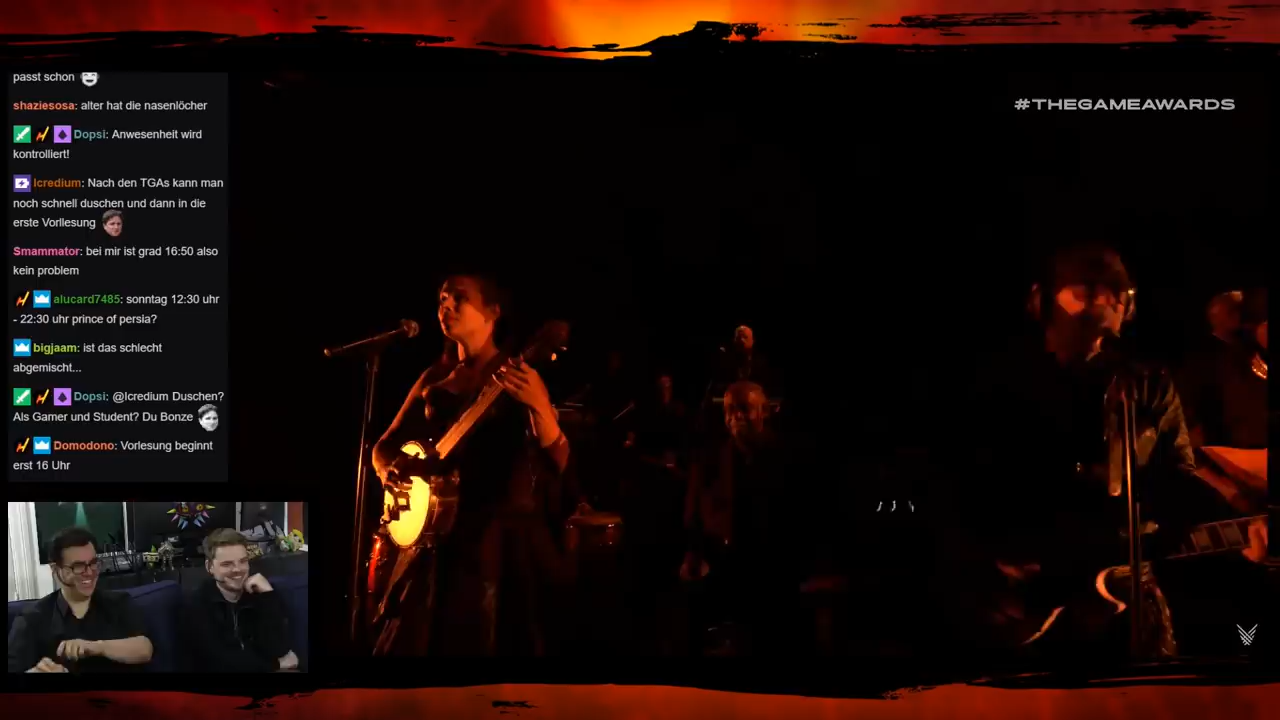 passt schon
shaziesosa: alter hat die nasenlöcher
Dopsi: Anwesenheit wird
kontrolliert!
Icredium: Nach den TGAs kann man
noch schnell duschen und dann in die
erste Vorllesung
Smammator: bei mir ist grad 16:50 also
kein problem
alucard7485: sonntag 12:30 uhr
- 22:30 uhr prince of persia?
bigjaam: ist das schlecht
abgemischt...
Dopsi: @Icredium Duschen?
Als Gamer und Student? Du Bonze
Domodono: Vorlesung beginnt
erst 16 Uhr
#THEGAMEAWARDS